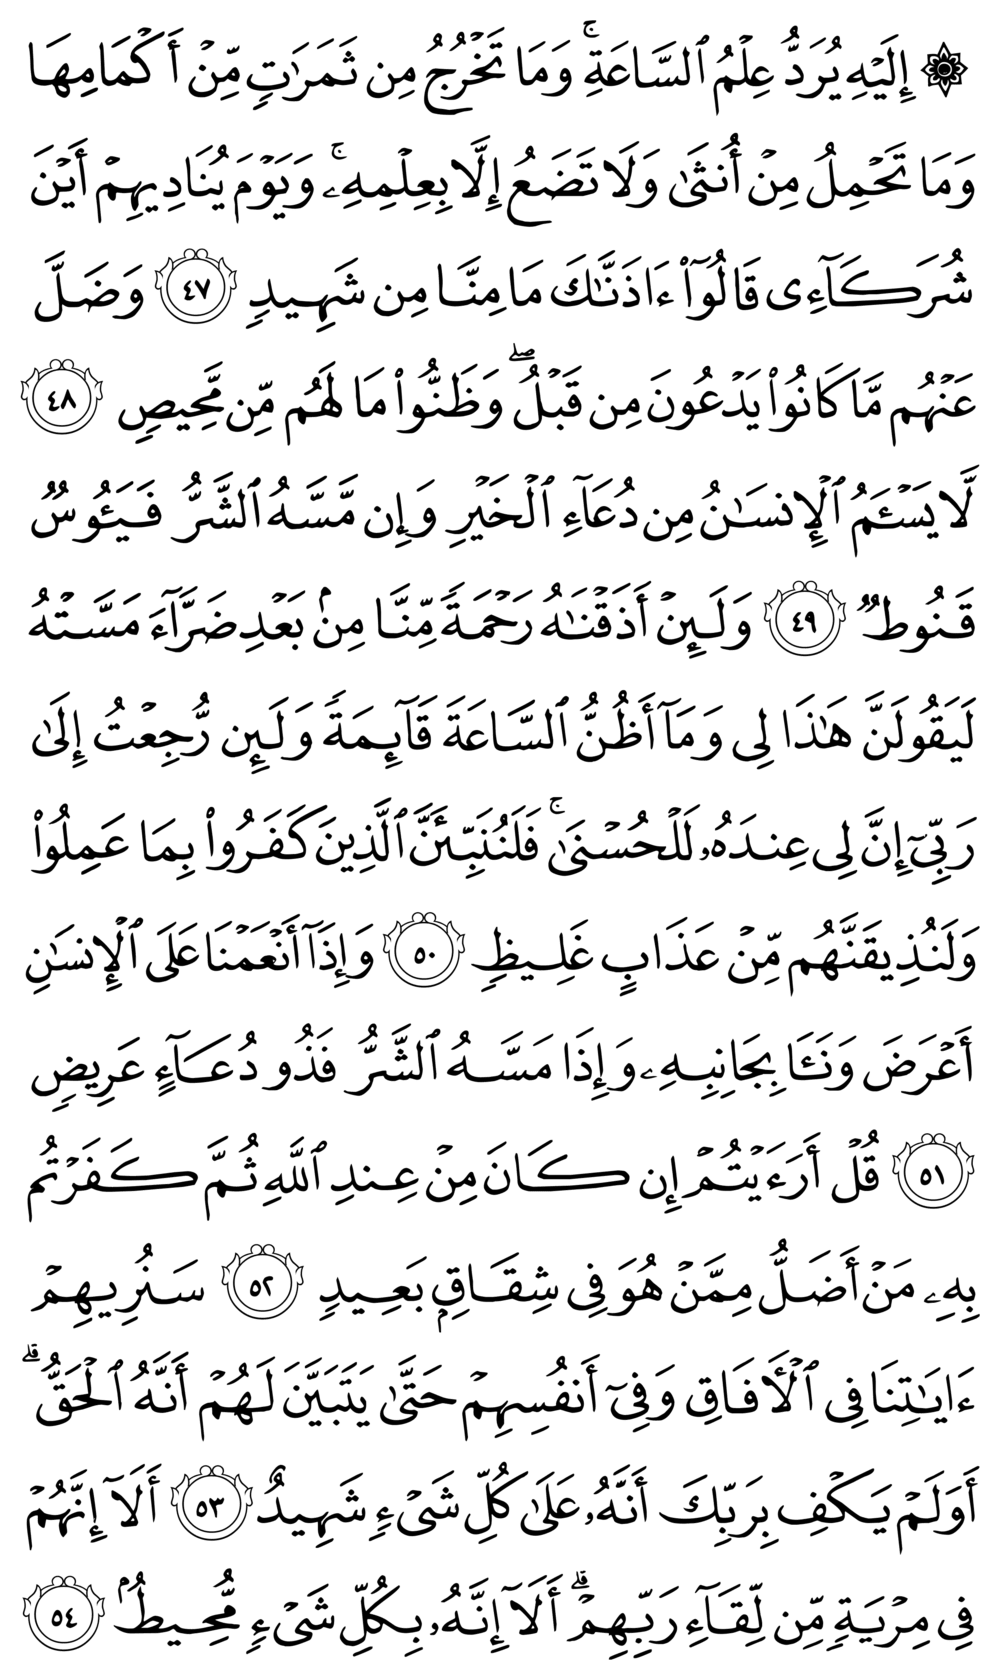 ۞ إِلَيْهِ يُرَدُّ عِلْمُ ٱلسَّاعَةِ ۚ وَمَا تَخْرُجُ مِن ثَمَرَٰتٍ مِّنْ أَكْمَامِهَا
وَمَا تَحْمِلُ مِنْ أُنثَىٰ وَلَا تَضَعُ إِلَّا بِعِلْمِهِۦ ۚ وَيَوْمَ يُنَادِيهِمْ أَيْنَ
شُرَكَآءِى قَالُوٓا۟ ءَاذَنَّٰكَ مَا مِنَّا مِن شَهِيدٍ ٤٧ وَضَلَّ
عَنْهُم مَّا كَانُوا۟ يَدْعُونَ مِن قَبْلُ ۖ وَظَنُّوا۟ مَا لَهُم مِّن مَّحِيصٍ ٤٨
لَّا يَسْـَٔمُ ٱلْإِنسَٰنُ مِن دُعَآءِ ٱلْخَيْرِ وَإِن مَّسَّهُ ٱلشَّرُّ فَيَـُٔوسٌ
قَنُوطٌ ٤٩ وَلَئِنْ أَذَقْنَٰهُ رَحْمَةً مِّنَّا مِنۢ بَعْدِ ضَرَّآءَ مَسَّتْهُ
لَيَقُولَنَّ هَٰذَا لِى وَمَآ أَظُنُّ ٱلسَّاعَةَ قَآئِمَةً وَلَئِن رُّجِعْتُ إِلَىٰ
رَبِّىٓ إِنَّ لِى عِندَهُۥ لَلْحُسْنَىٰ ۚ فَلَنُنَبِّئَنَّ ٱلَّذِينَ كَفَرُوا۟ بِمَا عَمِلُوا۟
وَلَنُذِيقَنَّهُم مِّنْ عَذَابٍ غَلِيظٍ ٥٠ وَإِذَآ أَنْعَمْنَا عَلَى ٱلْإِنسَٰنِ
أَعْرَضَ وَنَـَٔا بِجَانِبِهِۦ وَإِذَا مَسَّهُ ٱلشَّرُّ فَذُو دُعَآءٍ عَرِيضٍ
٥١ قُلْ أَرَءَيْتُمْ إِن كَانَ مِنْ عِندِ ٱللَّهِ ثُمَّ كَفَرْتُم
بِهِۦ مَنْ أَضَلُّ مِمَّنْ هُوَ فِى شِقَاقٍۭ بَعِيدٍ ٥٢ سَنُرِيهِمْ
ءَايَٰتِنَا فِى ٱلْءَافَاقِ وَفِىٓ أَنفُسِهِمْ حَتَّىٰ يَتَبَيَّنَ لَهُمْ أَنَّهُ ٱلْحَقُّ ۗ
أَوَلَمْ يَكْفِ بِرَبِّكَ أَنَّهُۥ عَلَىٰ كُلِّ شَىْءٍ شَهِيدٌ ٥٣ أَلَآ إِنَّهُمْ
فِى مِرْيَةٍ مِّن لِّقَآءِ رَبِّهِمْ ۗ أَلَآ إِنَّهُۥ بِكُلِّ شَىْءٍ مُّحِيطٌۢ ٥٤